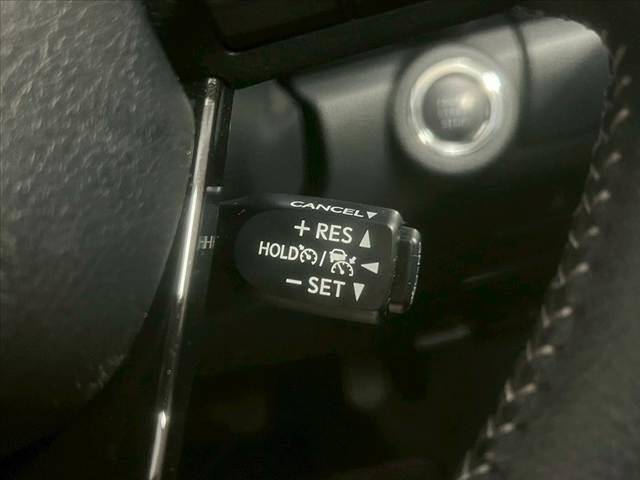 CANCEL▼
+ RES ▲
HOLD / ◀
− SET ▼